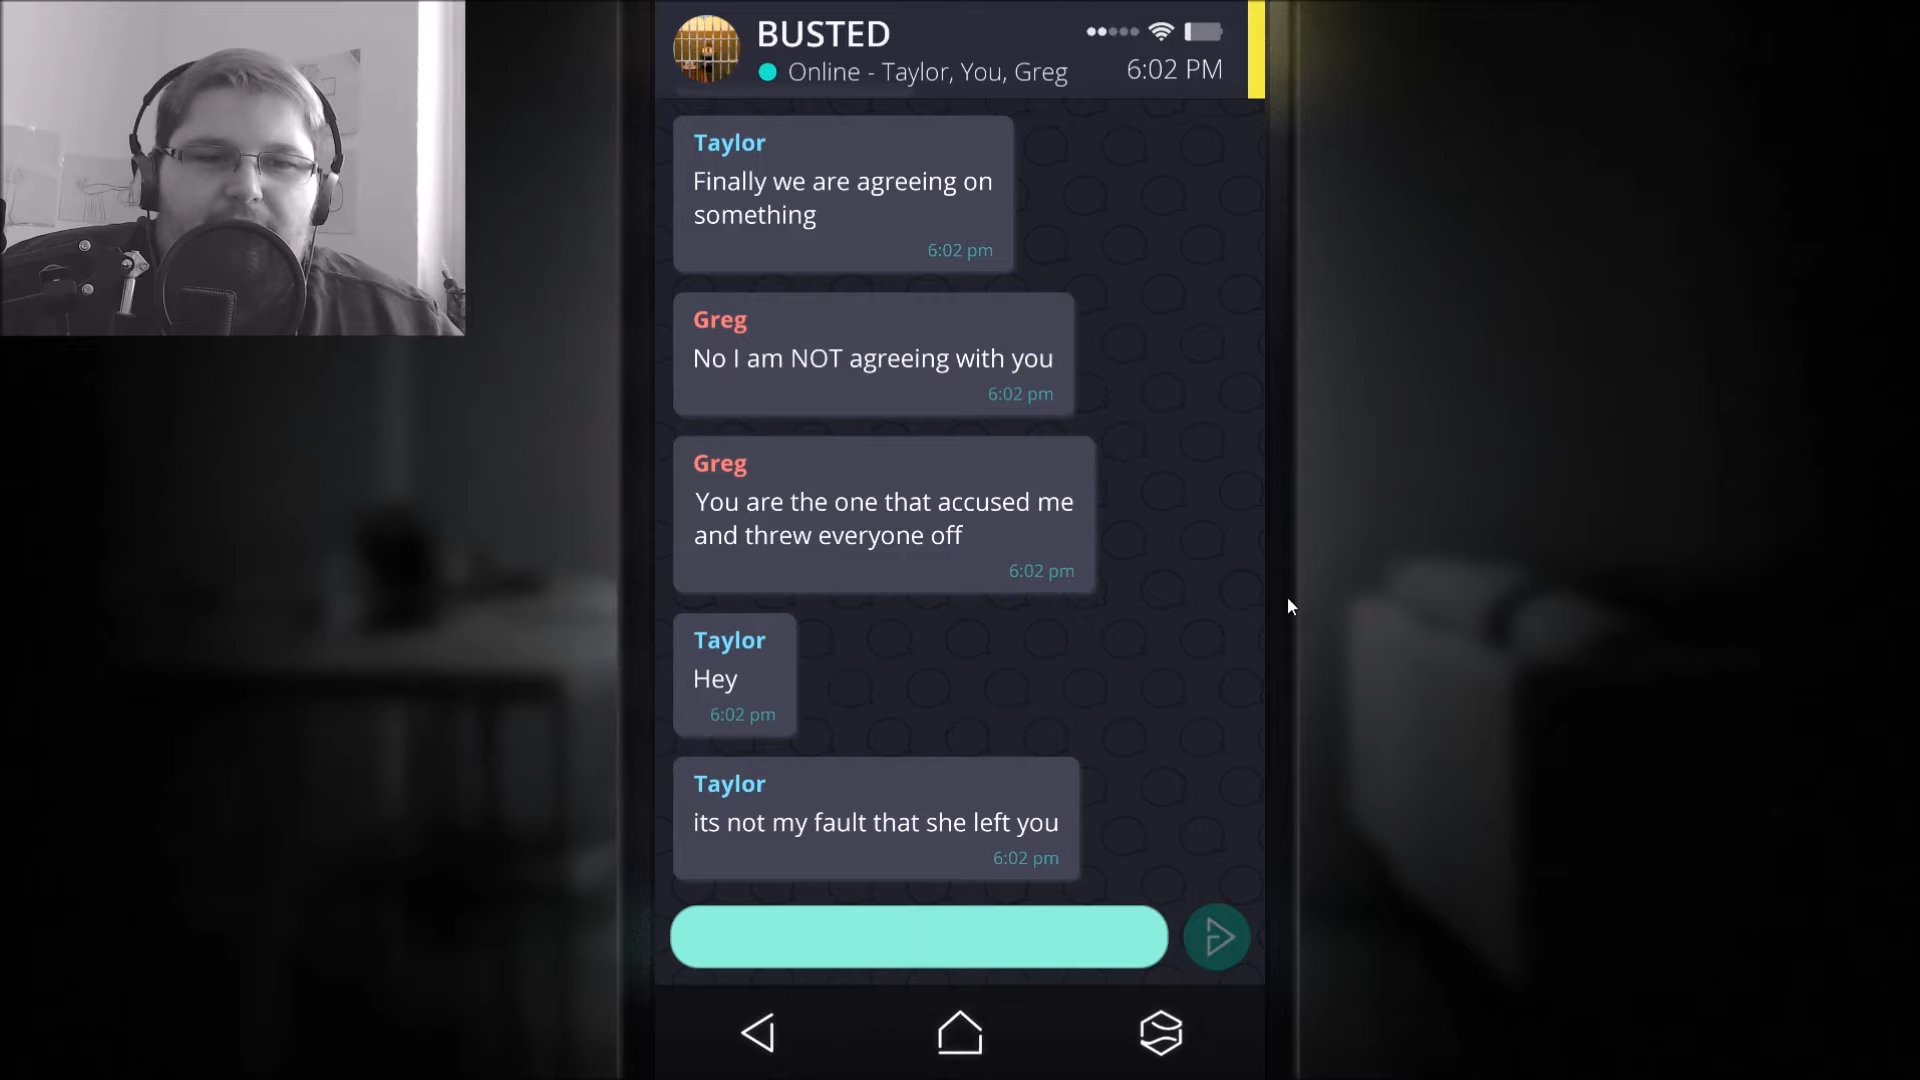 BUSTED
Online - Taylor, You, Greg
6:02 PM
Taylor
Finally we are agreeing on
something
6:02 pm
Greg
No I am NOT agreeing with you
6:02 pm
Greg
You are the one that accused me
and threw everyone off
6:02 pm
Taylor
Hey
6:02 pm
Taylor
its not my fault that she left you
6:02 pm